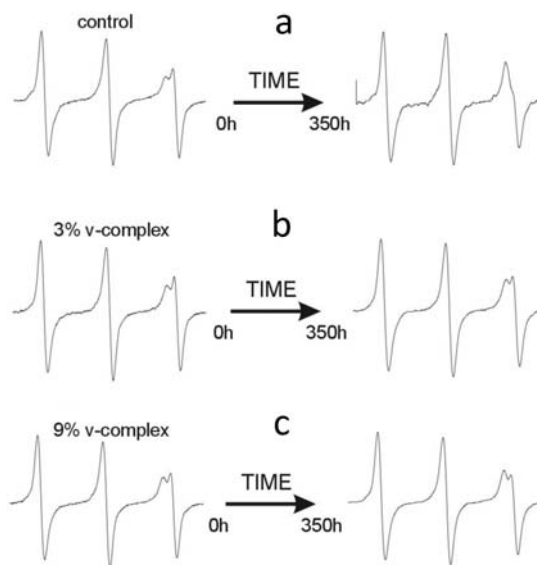 control
a
TIME
0h 350h
3% v-complex
b
TIME
0h 350h
9% v-complex
c
TIME
0h 350h